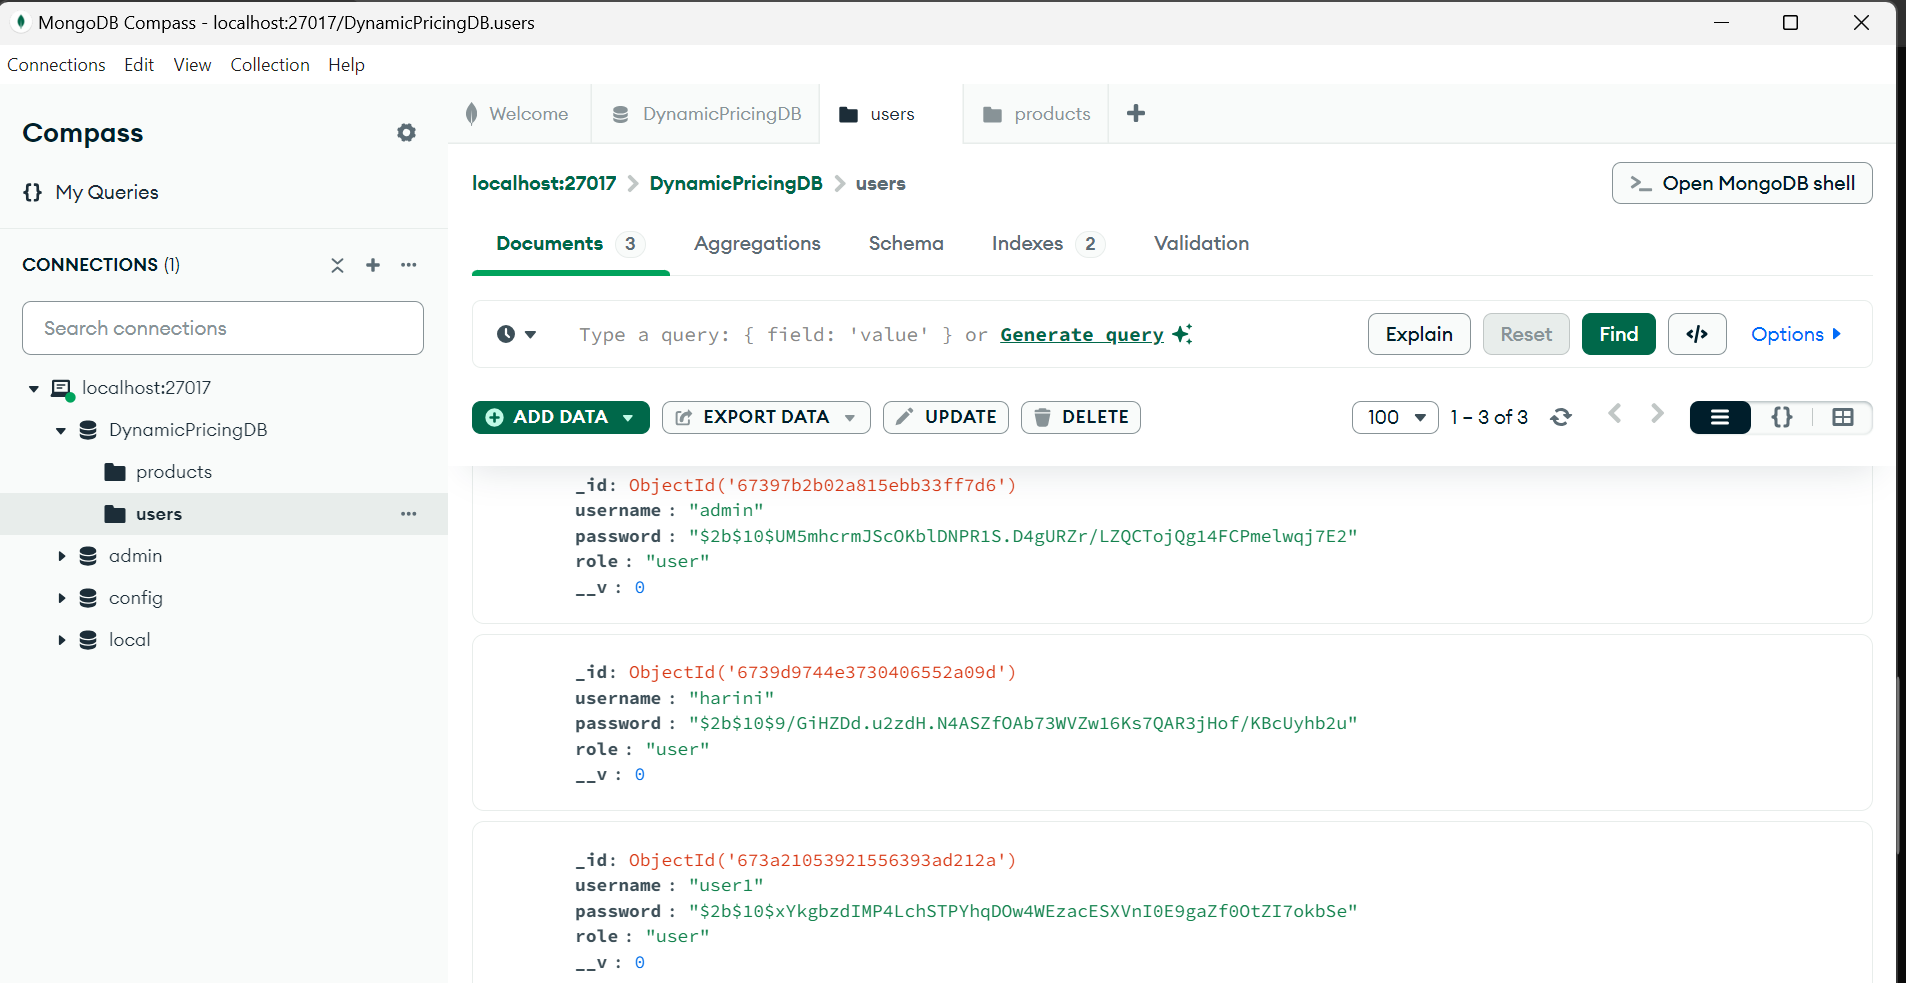 MongoDB Compass - localhost:27017/DynamicPricingDB.users
Connections Edit View Collection Help
Compass
{} My Queries
CONNECTIONS (1)
Search connections
localhost:27017
DynamicPricingDB
products
users
admin
config
local
Welcome DynamicPricingDB users products
localhost:27017 > DynamicPricingDB > users
>_ Open MongoDB shell
Documents 3 Aggregations Schema Indexes 2 Validation
Type a query: { field: 'value' } or Generate query
Explain Reset Find </> Options
ADD DATA EXPORT DATA UPDATE DELETE 100 1 – 3 of 3 {}
_id: ObjectId('67397b2b02a815ebb33ff7d6')
username : "admin"
password : "$2b$10$UM5mhcrmJScOKblDNPR1S.D4gURZr/LZQCTojQg14FCPmelwqj7E2"
role : "user"
__v : 0
_id: ObjectId('6739d9744e3730406552a09d')
username : "harini"
password : "$2b$10$9/GiHZDd.u2zdH.N4ASZfOAb73WVZw16Ks7QAR3jHof/KBcUyhb2u"
role : "user"
__v : 0
_id: ObjectId('673a21053921556393ad212a')
username : "user1"
password : "$2b$10$xYkgbzdIMP4LchSTPYhqDOw4WEzacESXVnI0E9gaZf0OtZI7okbSe"
role : "user"
__v : 0